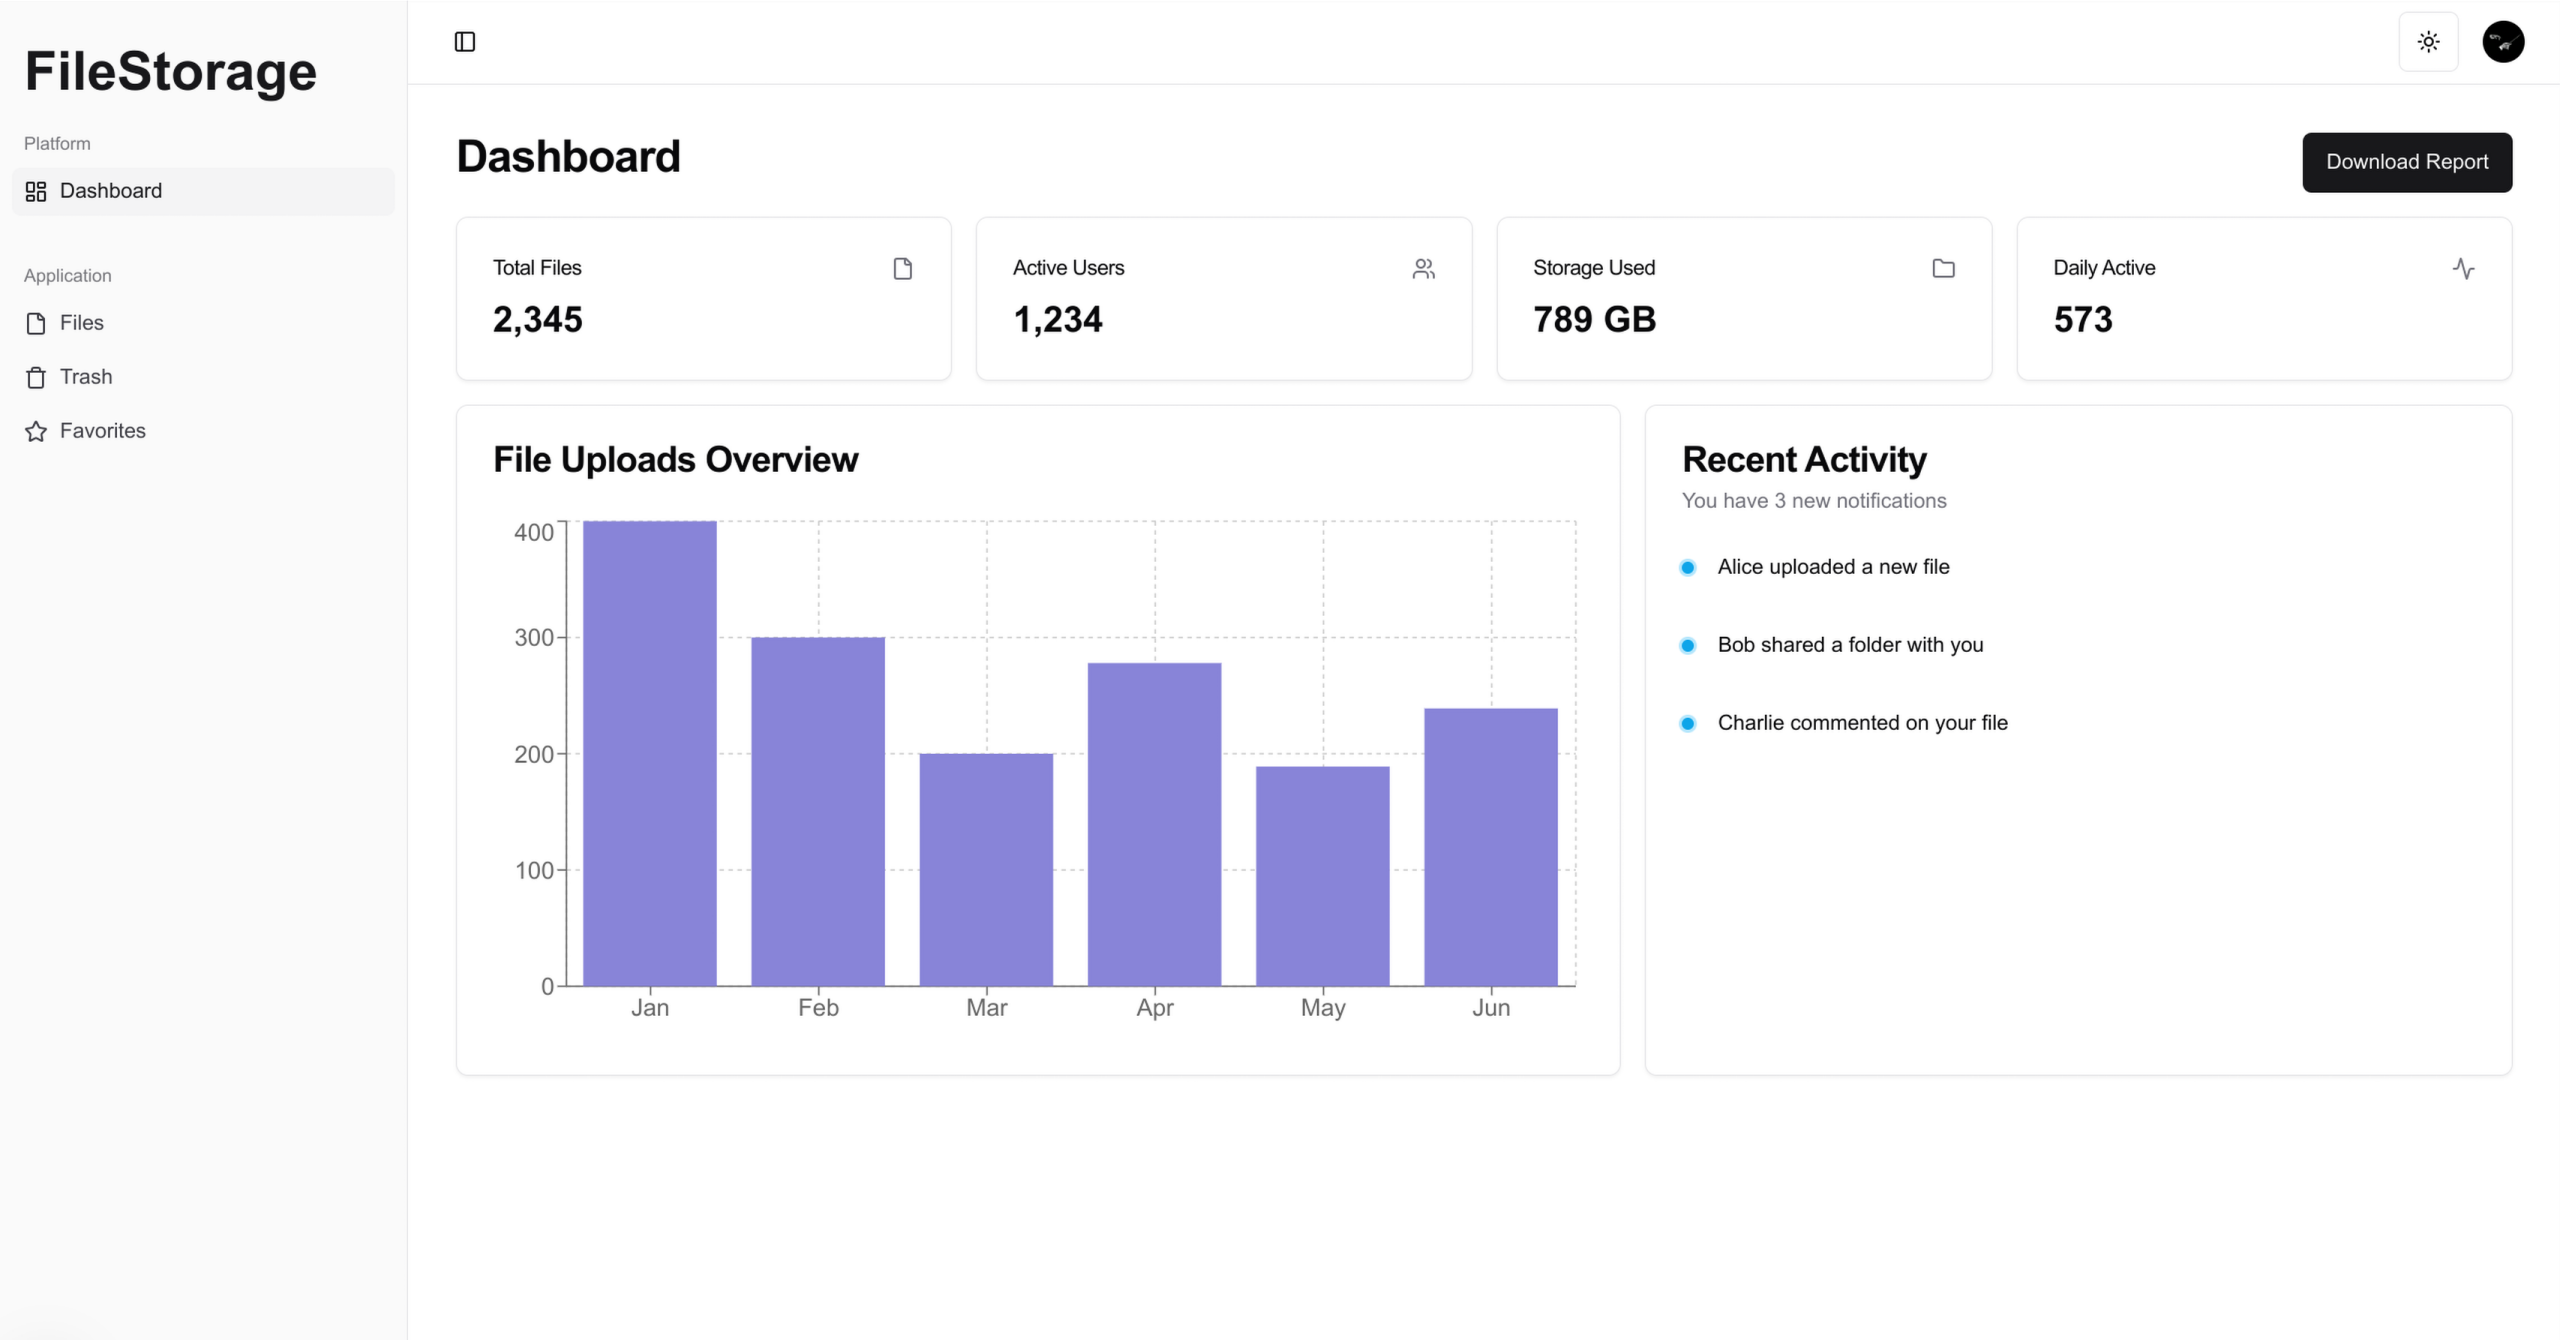 FileStorage
Platform
Dashboard
Application
Files
Trash
Favorites
Dashboard
Download Report
Total Files
2,345
Active Users
1,234
Storage Used
789 GB
Daily Active
573
File Uploads Overview
400
300
200
100
0
Jan Feb Mar Apr May Jun
Recent Activity
You have 3 new notifications
Alice uploaded a new file
Bob shared a folder with you
Charlie commented on your file